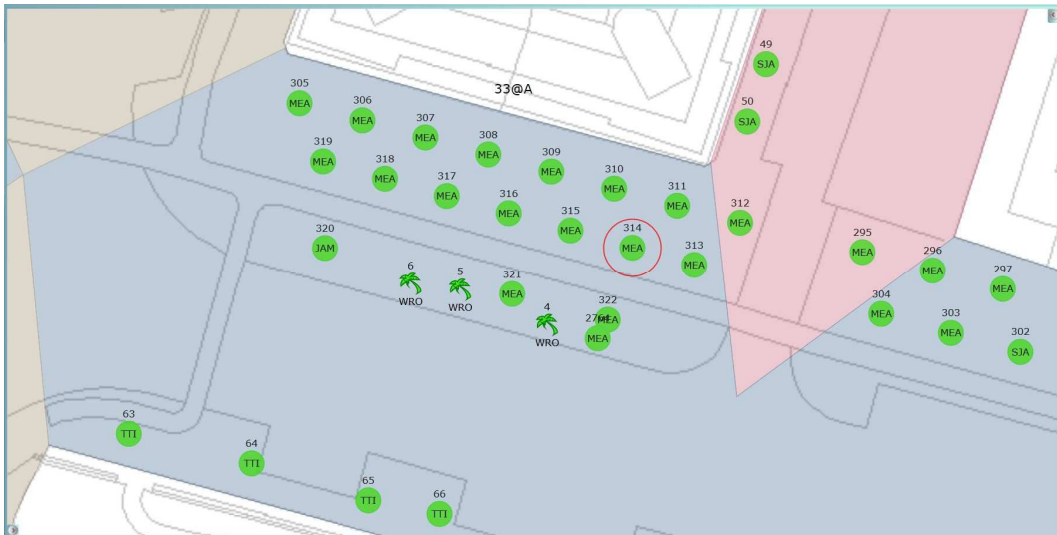 49
SJA
305
MEA
33@A
306
MEA
50
SJA
307
MEA
308
MEA
319
MEA
309
MEA
318
MEA
310
MEA
317
MEA
311
MEA
316
MEA
312
MEA
315
MEA
320
JAM
314
MEA
295
MEA
313
MEA
296
MEA
6
WRO
5
WRO
321
MEA
297
MEA
304
MEA
322
MEA
4
WRO
MEA
303
MEA
302
SJA
63
TTI
64
TTI
65
TTI
66
TTI